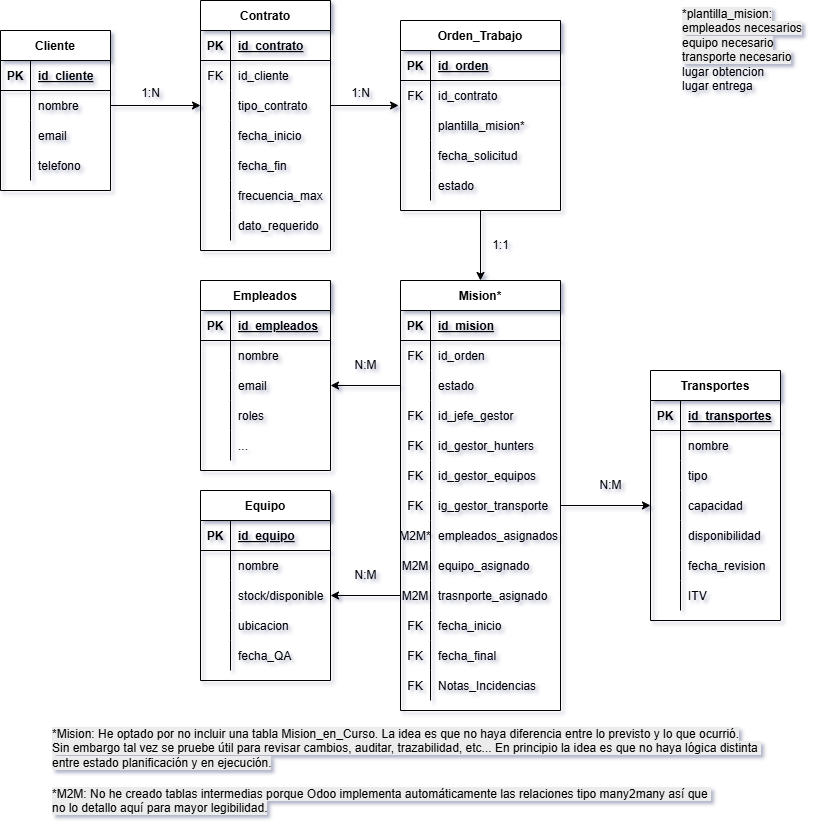 Cliente
PK id_cliente
nombre
email
telefono
1:N
Contrato
PK id_contrato
FK id_cliente
tipo_contrato
fecha_inicio
fecha_fin
frecuencia_max
dato_requerido
1:N
Orden_Trabajo
PK id_orden
FK id_contrato
plantilla_mision*
fecha_solicitud
estado
*plantilla_mision:
empleados necesarios
equipo necesario
transporte necesario
lugar obtencion
lugar entrega
1:1
Empleados
PK id_empleados
nombre
email
roles
...
N:M
Mision*
PK id_mision
FK id_orden
estado
FK id_jefe_gestor
FK id_gestor_hunters
FK id_gestor_equipos
FK ig_gestor_transporte
M2M* empleados_asignados
M2M equipo_asignado
M2M trasnporte_asignado
FK fecha_inicio
FK fecha_final
FK Notas_Incidencias
N:M
Transportes
PK id_transportes
nombre
tipo
capacidad
disponibilidad
fecha_revision
ITV
Equipo
PK id_equipo
nombre
stock/disponible
ubicacion
fecha_QA
N:M
*Mision: He optado por no incluir una tabla Mision_en_Curso. La idea es que no haya diferencia entre lo previsto y lo que ocurrió.
Sin embargo tal vez se pruebe útil para revisar cambios, auditar, trazabilidad, etc... En principio la idea es que no haya lógica distinta
entre estado planificación y en ejecución.
*M2M: No he creado tablas intermedias porque Odoo implementa automáticamente las relaciones tipo many2many así que
no lo detallo aquí para mayor legibilidad.